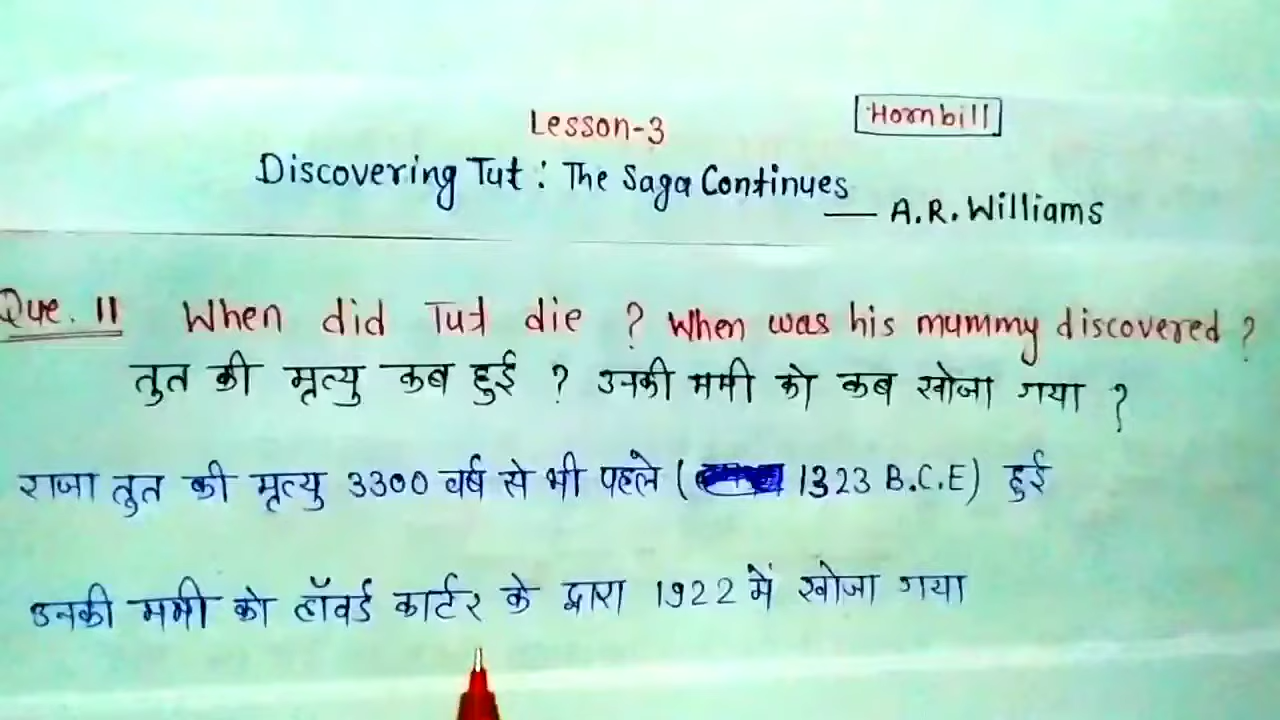 Lesson-3
Hornbill
Discovering Tut : The Saga Continues
— A.R. Williams
Que. 11 When did Tut die ? When was his mummy discovered ?
तुत की मृत्यु कब हुई ? उनकी ममी को कब खोजा गया ?
राजा तुत की मृत्यु 3300 वर्ष से भी पहले ( 1323 B.C.E) हुई
उनकी ममी को हॉवर्ड कार्टर के द्वारा 1922 में खोजा गया